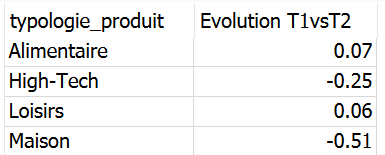 typologie_produit Evolution T1vsT2
Alimentaire 0.07
High-Tech -0.25
Loisirs 0.06
Maison -0.51